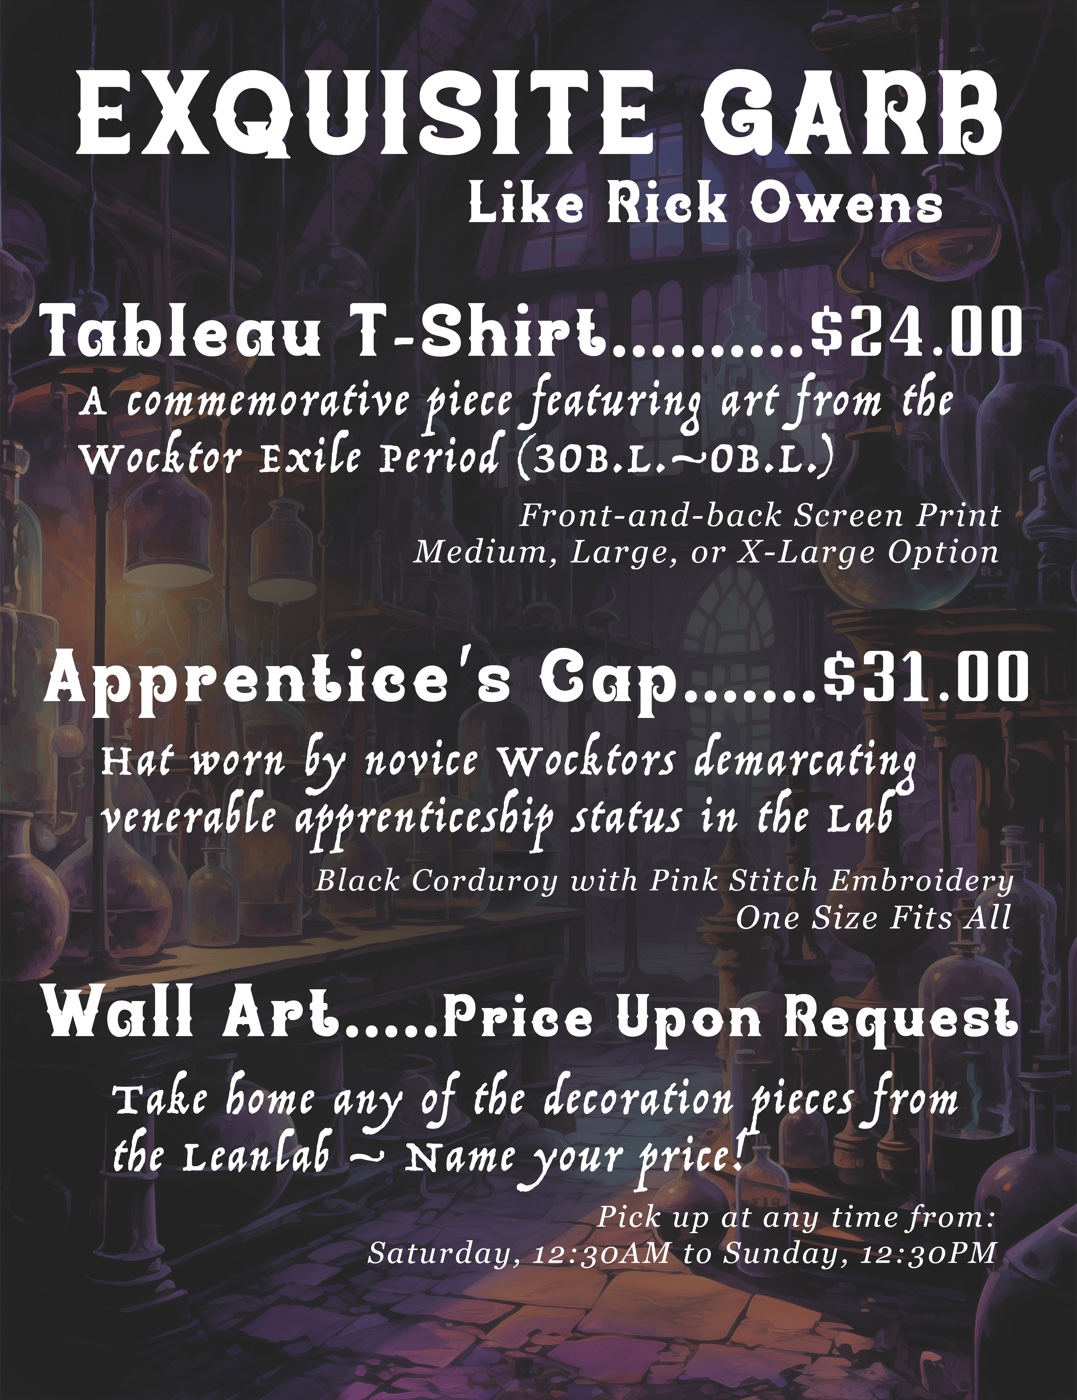 EXQUISITE GARB
Like Rick Owens
Tableau T-Shirt..........$24.00
A commemorative piece featuring art from the
Wocktor Exile Period (30B.L.~0B.L.)
Front-and-back Screen Print
Medium, Large, or X-Large Option
Apprentice's Cap.......$31.00
Hat worn by novice Wocktors demarcating
venerable apprenticeship status in the Lab
Black Corduroy with Pink Stitch Embroidery
One Size Fits All
Wall Art.....Price Upon Request
Take home any of the decoration pieces from
the Leanlab ~ Name your price!
Pick up at any time from:
Saturday, 12:30AM to Sunday, 12:30PM